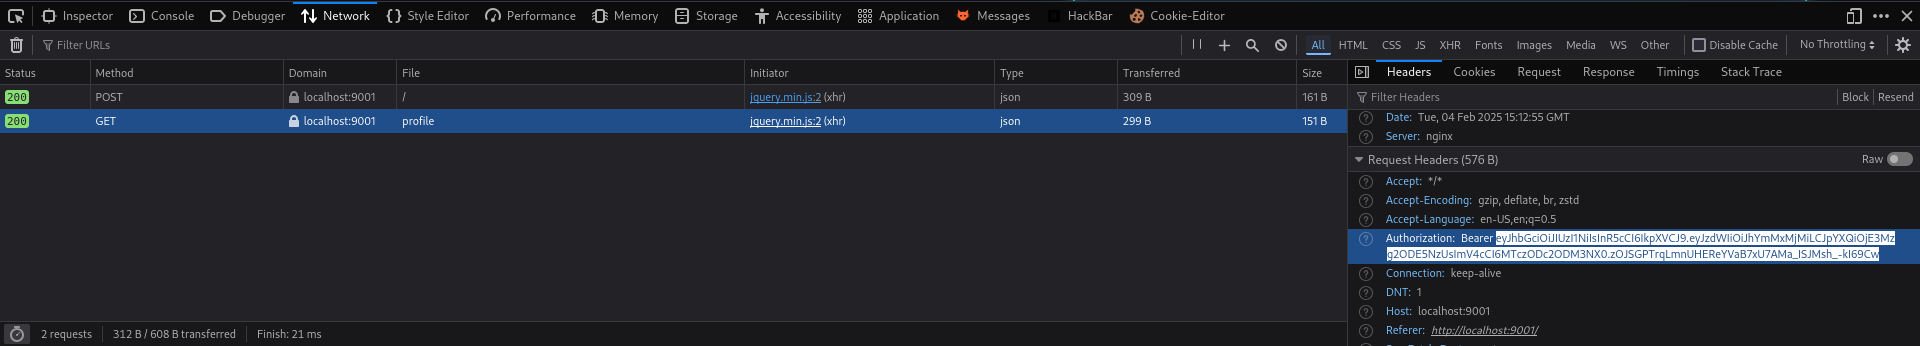 Inspector Console Debugger Network Style Editor Performance Memory Storage Accessibility Application Messages HackBar Cookie-Editor
Filter URLs All HTML CSS JS XHR Fonts Images Media WS Other Disable Cache No Throttling
Status Method Domain File Initiator Type Transferred Size
200 POST localhost:9001 / jquery.min.js:2 (xhr) json 309 B 161 B
200 GET localhost:9001 profile jquery.min.js:2 (xhr) json 299 B 151 B
2 requests 312 B / 608 B transferred Finish: 21 ms
Headers Cookies Request Response Timings Stack Trace
Filter Headers Block Resend
Date: Tue, 04 Feb 2025 15:12:55 GMT
Server: nginx
Request Headers (576 B) Raw
Accept: */*
Accept-Encoding: gzip, deflate, br, zstd
Accept-Language: en-US,en;q=0.5
Authorization: Bearer eyJhbGciOiJIUzI1NiIsInR5cCI6IkpXVCJ9.eyJzdWIiOiJhYmMxMjMiLCJpYXQiOjE3Mz
g2ODE5NzUsImV4cCI6MTczODc2ODM3NX0.zOJSGPTrqLmnUHEReYVaB7xU7AMa_ISJMsh_-kI69Cw
Connection: keep-alive
DNT: 1
Host: localhost:9001
Referer: http://localhost:9001/